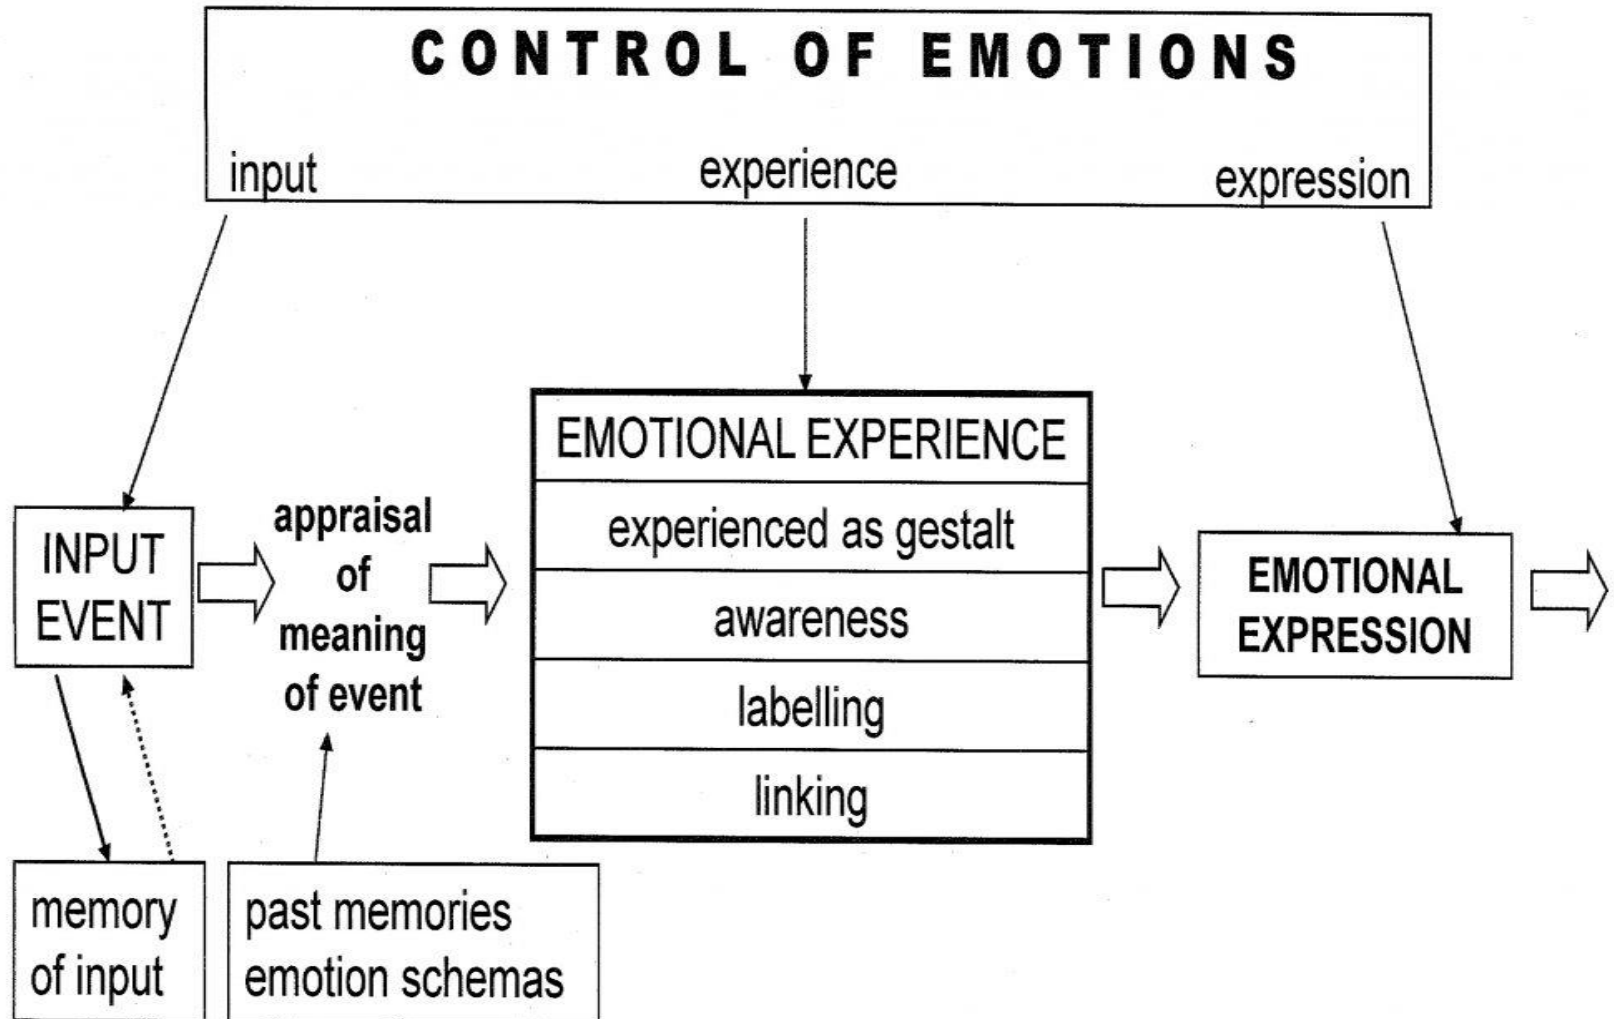 CONTROL OF EMOTIONS
input experience expression
INPUT
EVENT
appraisal
of
meaning
of event
EMOTIONAL EXPERIENCE
experienced as gestalt
awareness
labelling
linking
EMOTIONAL
EXPRESSION
memory
of input
past memories
emotion schemas